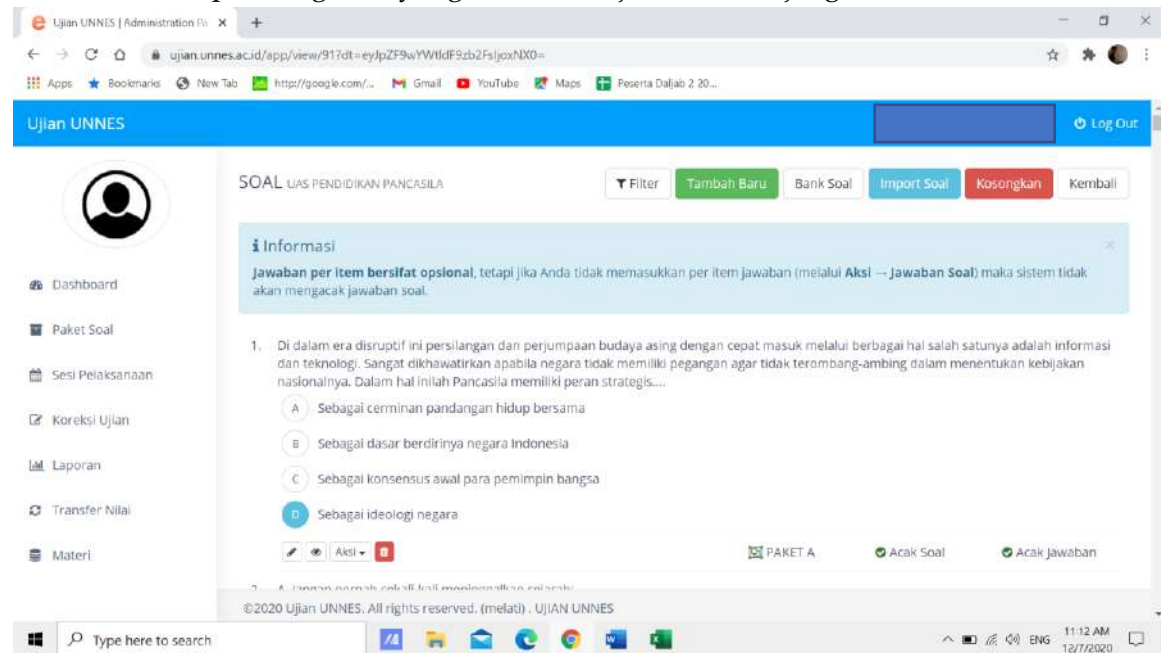 Ujian UNNES | Administration Pa
ujian.unnes.ac.id/app/view/91?dt=eyJpZF9wYWtldF9zb2FsIjoxNX0=
Apps Bookmarks New Tab http://google.com/... Gmail YouTube Maps Peserta Daljab 2 20...
Ujian UNNES
Log Out
SOAL UAS PENDIDIKAN PANCASILA
Filter Tambah Baru Bank Soal Import Soal Kosongkan Kembali
i Informasi
Jawaban per item bersifat opsional, tetapi jika Anda tidak memasukkan per item jawaban (melalui Aksi → Jawaban Soal) maka sistem tidak
akan mengacak jawaban soal.
Dashboard
Paket Soal
Sesi Pelaksanaan
Koreksi Ujian
Laporan
Transfer Nilai
Materi
1. Di dalam era disruptif ini persilangan dan perjumpaan budaya asing dengan cepat masuk melalui berbagai hal salah satunya adalah informasi
dan teknologi. Sangat dikhawatirkan apabila negara tidak memiliki pegangan agar tidak terombang-ambing dalam menentukan kebijakan
nasionalnya. Dalam hal inilah Pancasila memiliki peran strategis....
A Sebagai cerminan pandangan hidup bersama
B Sebagai dasar berdirinya negara Indonesia
C Sebagai konsensus awal para pemimpin bangsa
D Sebagai ideologi negara
Aksi PAKET A Acak Soal Acak Jawaban
©2020 Ujian UNNES. All rights reserved. (melati) . UJIAN UNNES
Type here to search
ENG 11:12 AM
12/7/2020